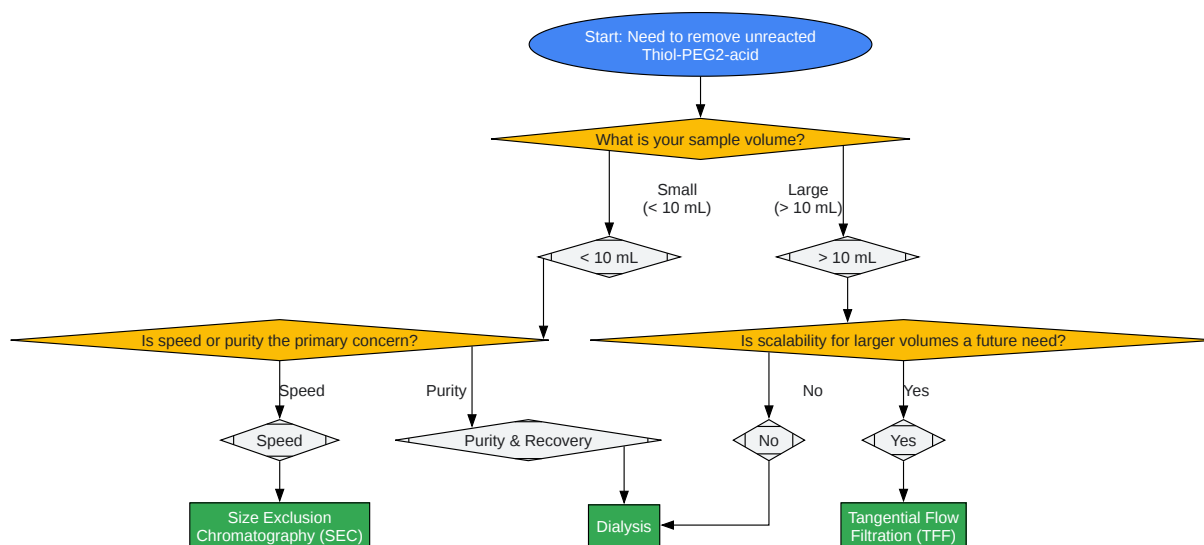 Start: Need to remove unreacted
Thiol-PEG2-acid
What is your sample volume?
Small
(< 10 mL)
Large
(> 10 mL)
< 10 mL
> 10 mL
Is speed or purity the primary concern?
Is scalability for larger volumes a future need?
Speed
Purity
No
Yes
Speed
Purity & Recovery
No
Yes
Size Exclusion
Chromatography (SEC)
Dialysis
Tangential Flow
Filtration (TFF)